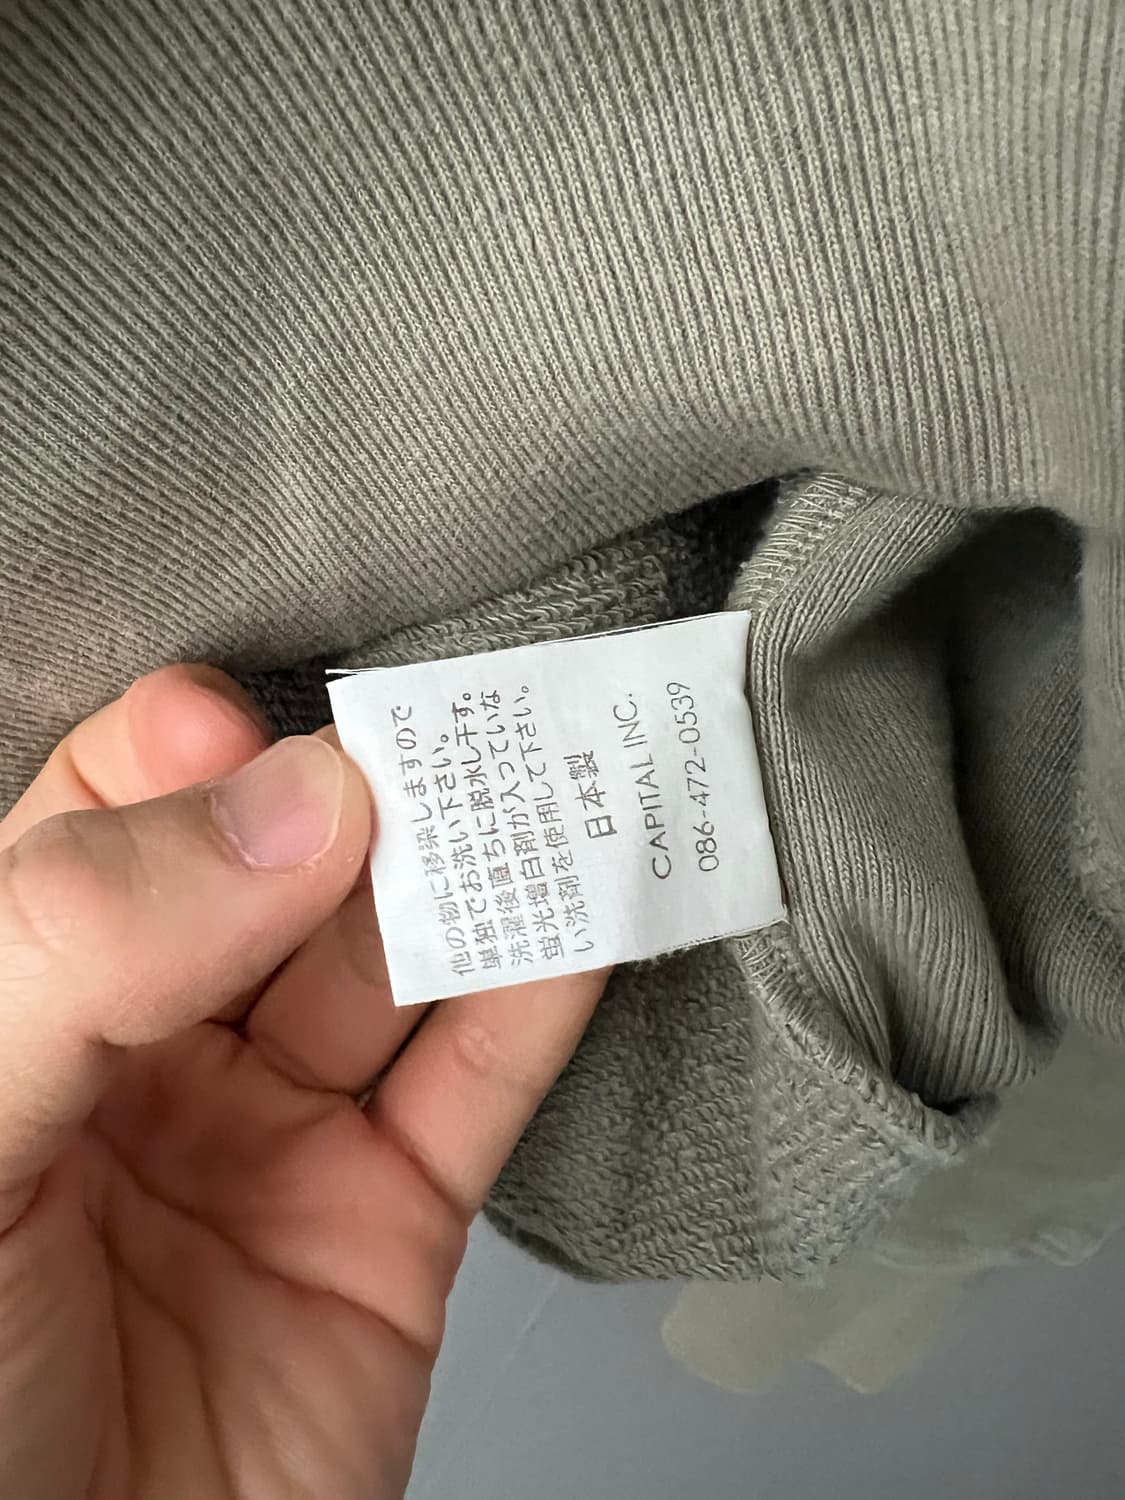 他の物に移染しますので
単独でお洗い下さい。
洗濯後直ちに脱水し干す。
蛍光増白剤が入っていな
い洗剤を使用して下さい。
日本製
CAPITAL INC.
086-472-0539